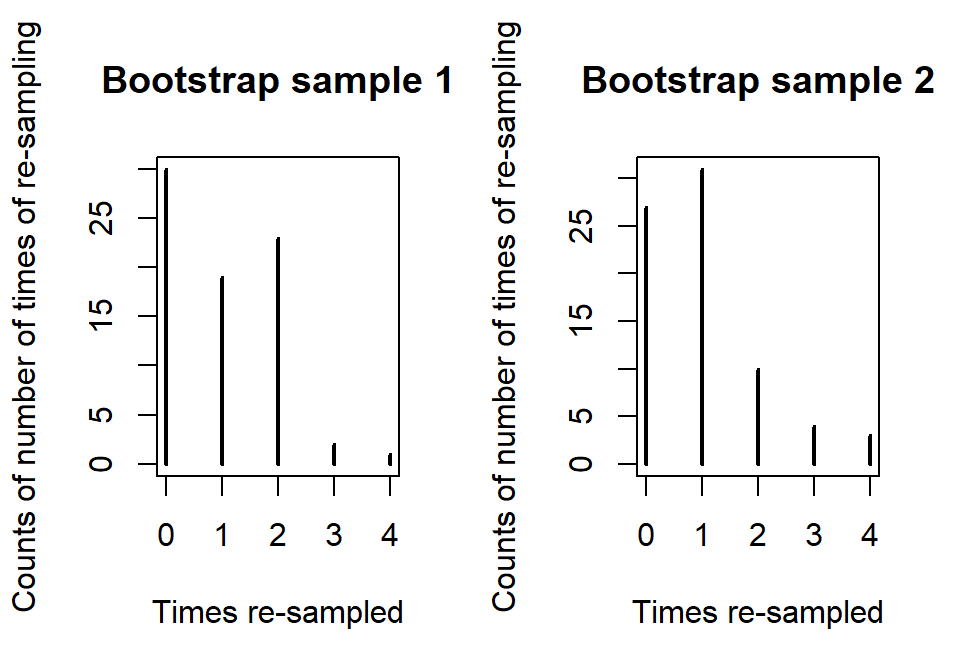 Bootstrap sample 1
Counts of number of times of re-sampling
25
15
5
0
0 1 2 3 4
Times re-sampled
Bootstrap sample 2
Counts of number of times of re-sampling
25
15
5
0
0 1 2 3 4
Times re-sampled